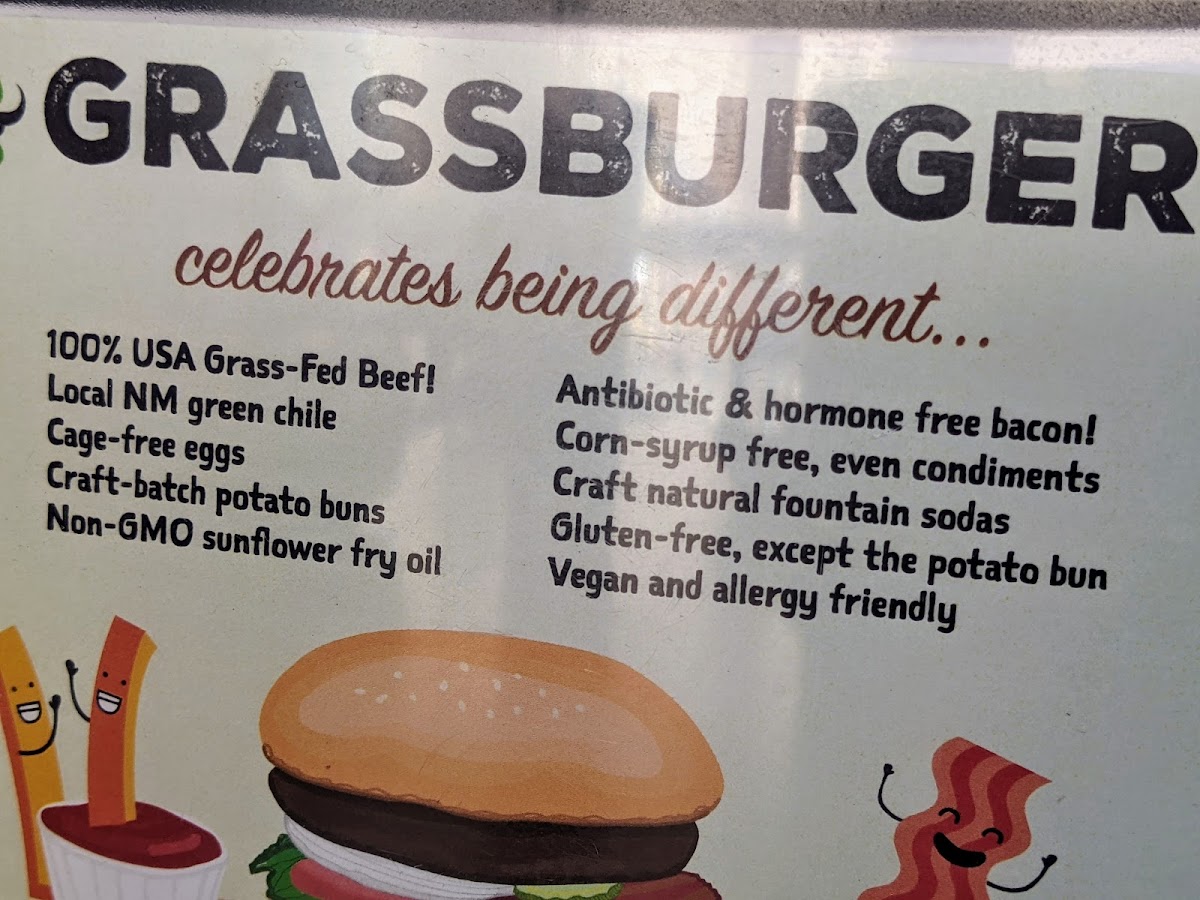 GRASSBURGER
celebrates being different...
100% USA Grass-Fed Beef!
Local NM green chile
Cage-free eggs
Craft-batch potato buns
Non-GMO sunflower fry oil
Antibiotic & hormone free bacon!
Corn-syrup free, even condiments
Craft natural fountain sodas
Gluten-free, except the potato bun
Vegan and allergy friendly